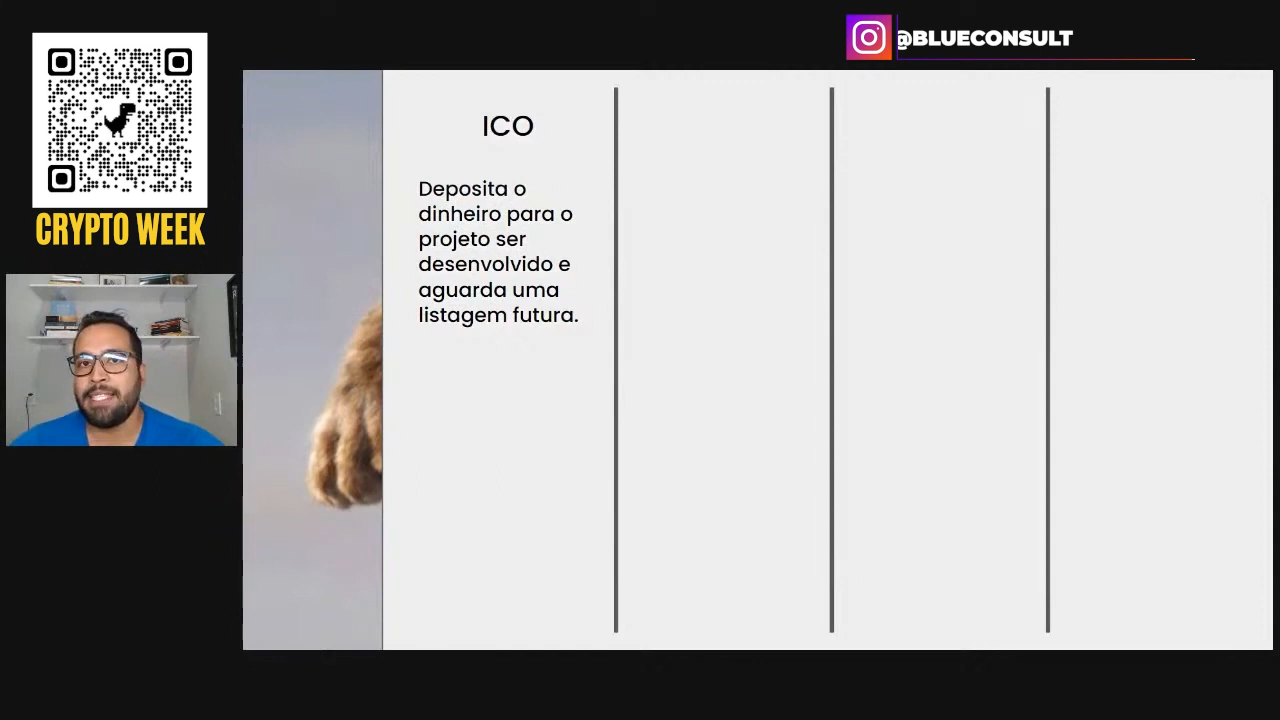 @BLUECONSULT
CRYPTO WEEK
ICO
Deposita o
dinheiro para o
projeto ser
desenvolvido e
aguarda uma
listagem futura.